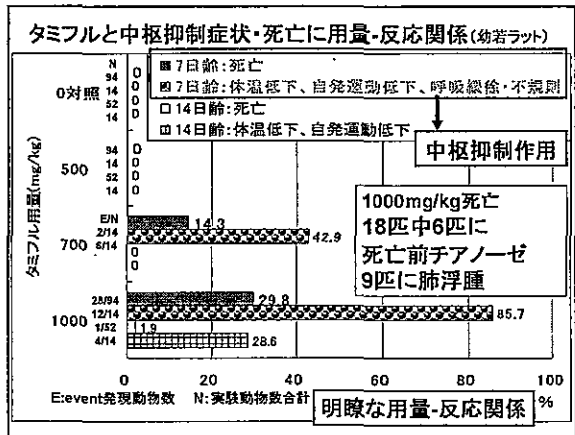 タミフルと中枢抑制症状・死亡に用量-反応関係(幼若ラット)
7日齢:死亡
7日齢:体温低下、自発運動低下、呼吸緩徐・不規則
14日齢:死亡
14日齢:体温低下、自発運動低下
中枢抑制作用
1000mg/kg死亡
18匹中6匹に
死亡前チアノーゼ
9匹に肺浮腫
タミフル用量(mg/kg)
0対照
N
94
14
52
14
0
0
0
0
500
94
14
52
14
0
0
0
0
700
E/N
2/14
6/14
14.3
42.9
0
0
1000
28/94
12/14
1/52
4/14
29.8
85.7
1.9
28.6
0 20 40 60 80 100
%
E:event発現動物数 N:実験動物数合計
明瞭な用量-反応関係